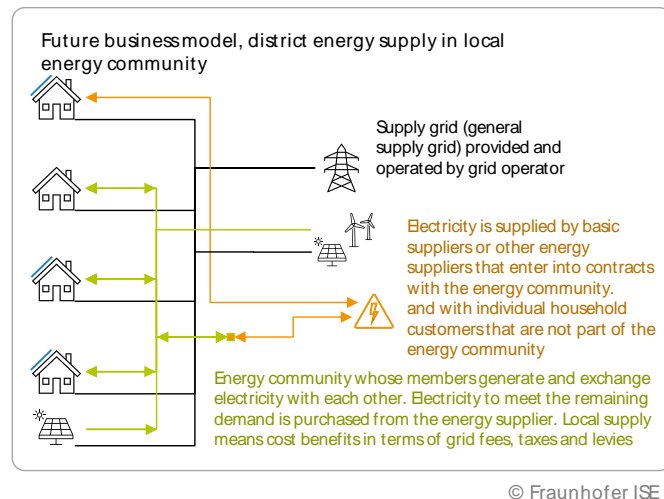 Future business model, district energy supply in local
energy community
Supply grid (general
supply grid) provided and
operated by grid operator
Electricity is supplied by basic
suppliers or other energy
suppliers that enter into contracts
with the energy community.
and with individual household
customers that are not part of the
energy community
Energy community whose members generate and exchange
electricity with each other. Electricity to meet the remaining
demand is purchased from the energy supplier. Local supply
means cost benefits in terms of grid fees, taxes and levies
© Fraunhofer ISE